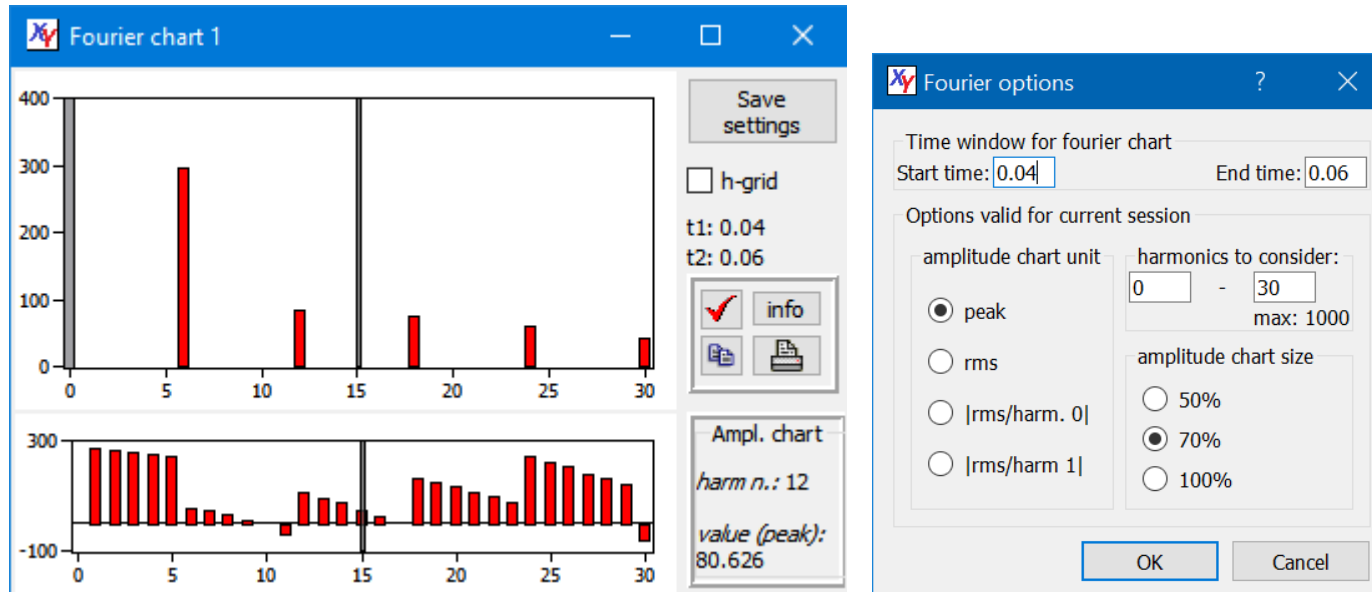 XY Fourier chart 1
400
300
200
100
0
0 5 10 15 20 25 30
300
-100
0 5 10 15 20 25 30
Save
settings
h-grid
t1: 0.04
t2: 0.06
info
Ampl. chart
harm n.: 12
value (peak):
80.626
XY Fourier options ?
Time window for fourier chart
Start time: 0.04 End time: 0.06
Options valid for current session
amplitude chart unit
peak
rms
|rms/harm. 0|
|rms/harm 1|
harmonics to consider:
0 - 30
max: 1000
amplitude chart size
50%
70%
100%
OK Cancel